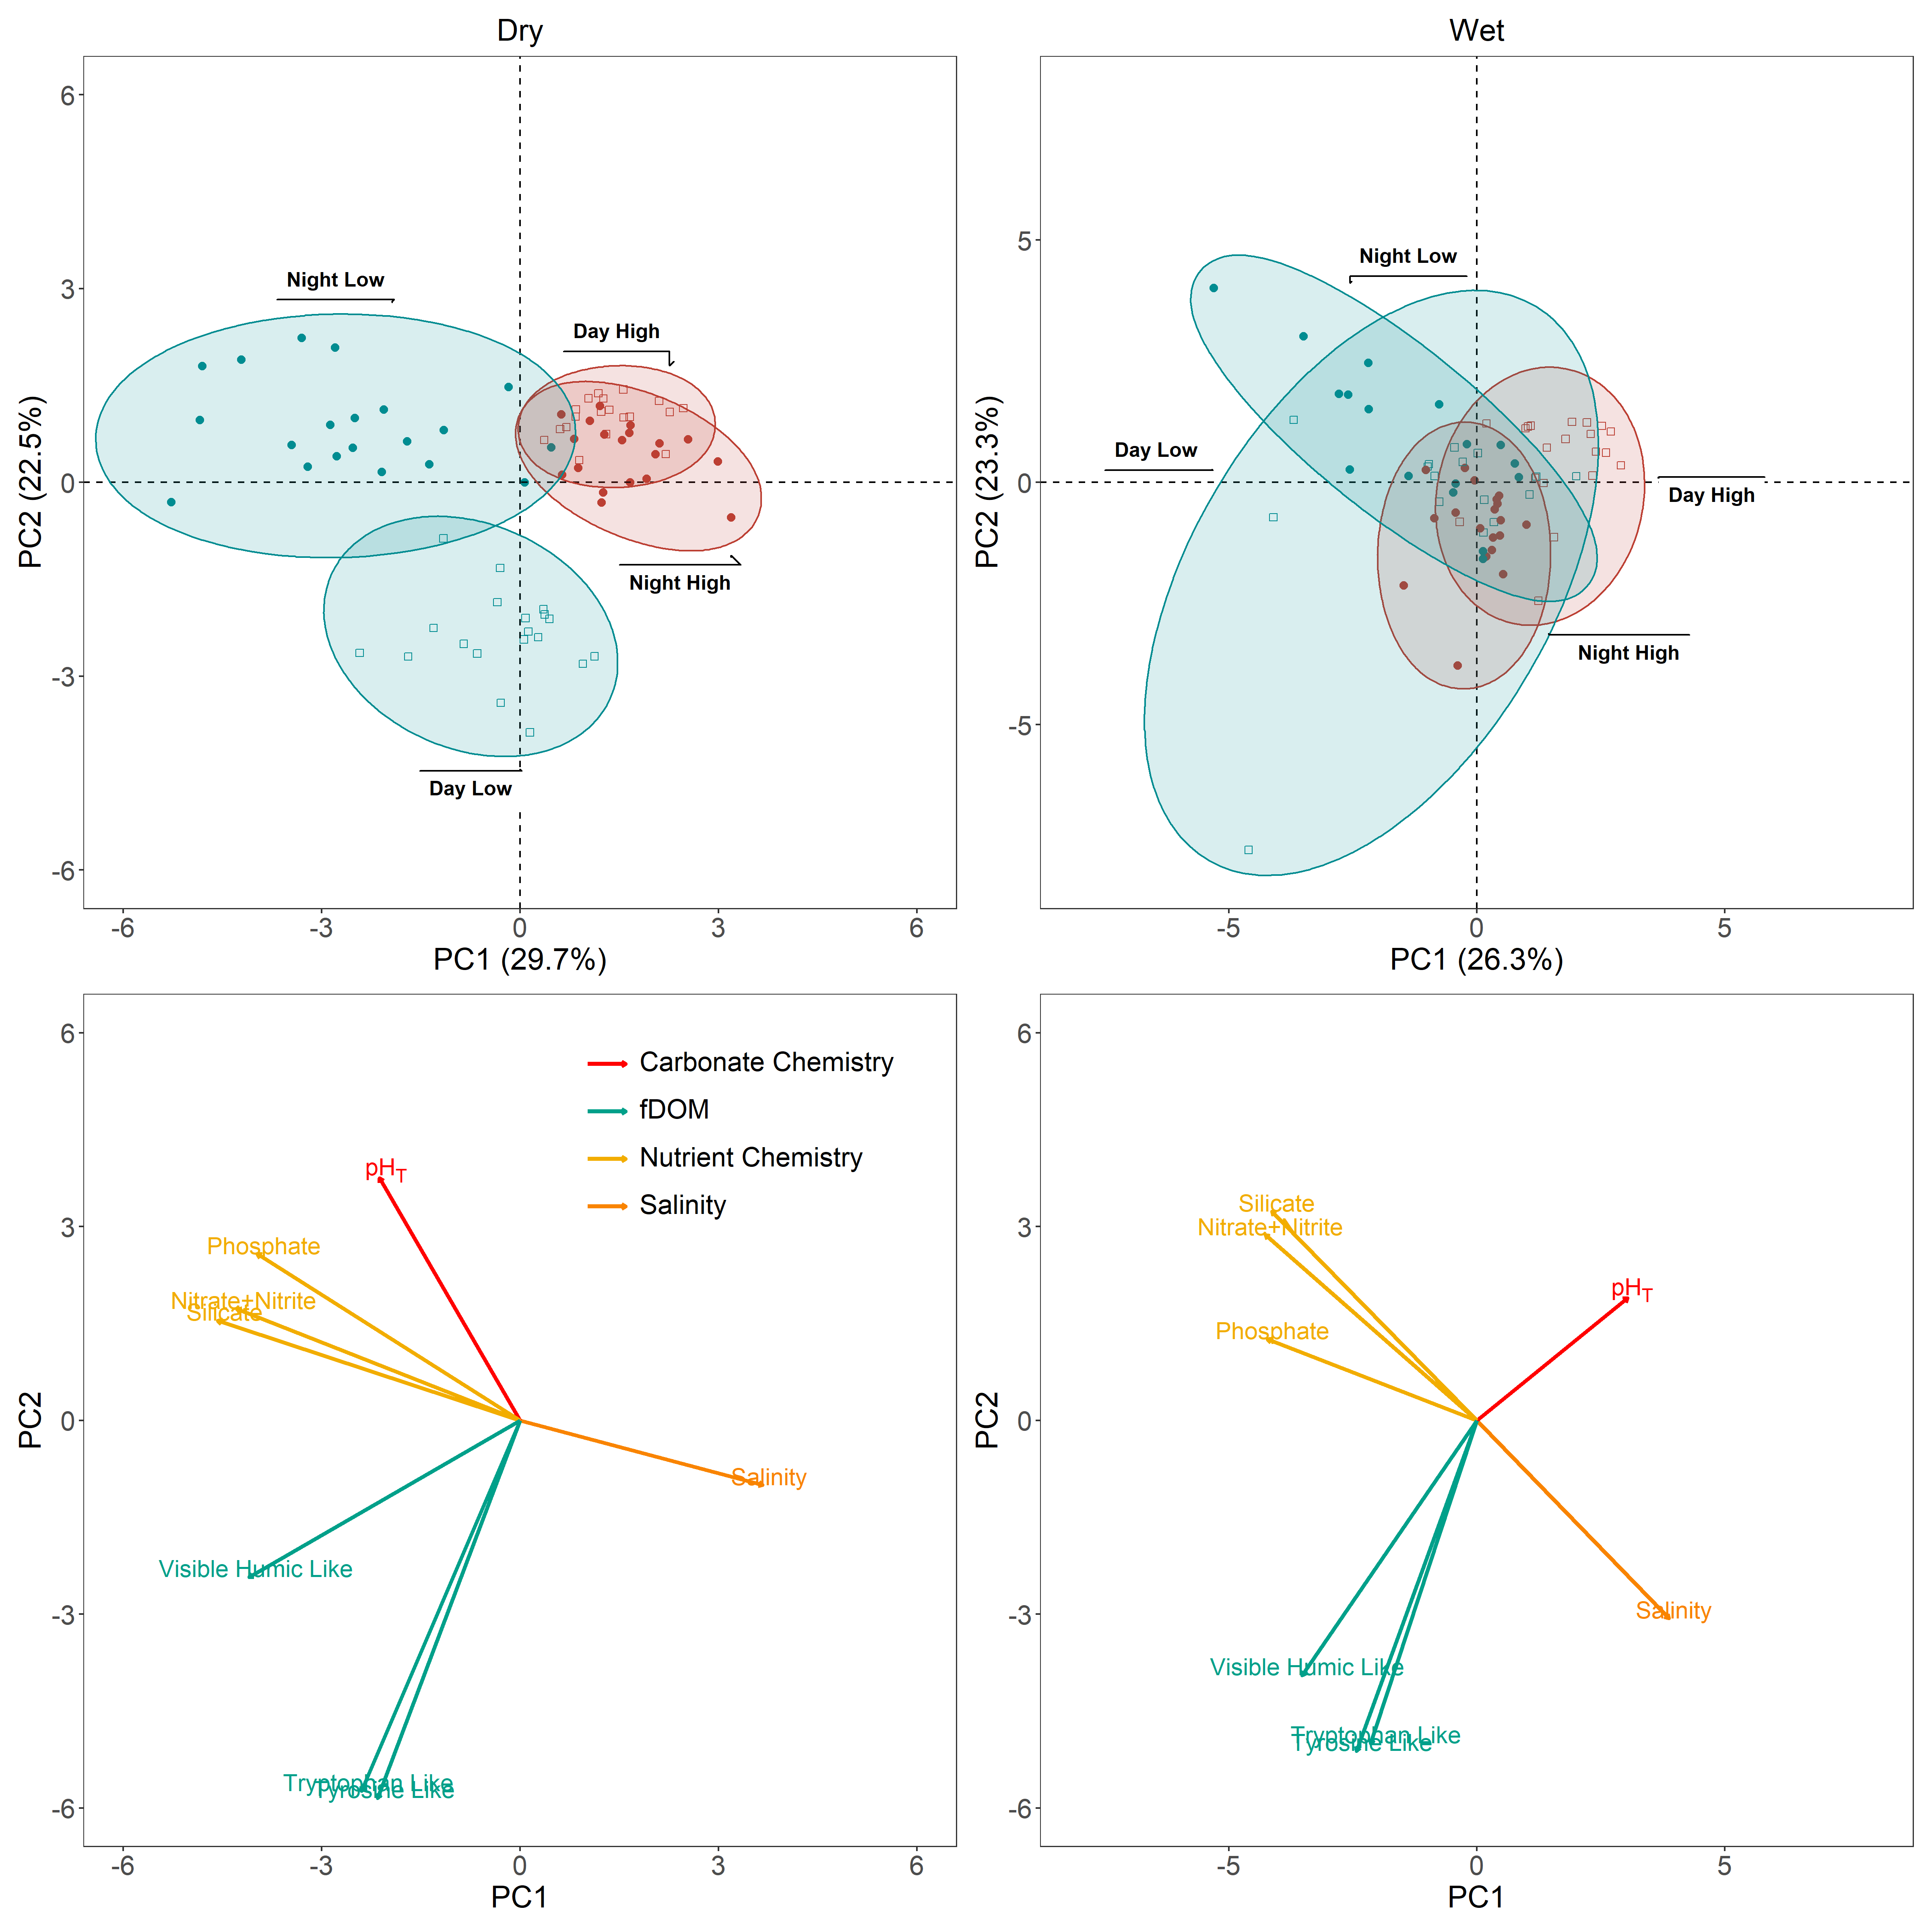 Dry
Wet
6
3
0
-3
-6
PC2 (22.5%)
Night Low
Day High
Night High
Day Low
-6
-3
0
3
6
PC1 (29.7%)
5
0
-5
PC2 (23.3%)
Night Low
Day Low
Day High
Night High
-5
0
5
PC1 (26.3%)
6
3
0
-3
-6
PC2
Carbonate Chemistry
fDOM
Nutrient Chemistry
Salinity
pHT
Phosphate
Nitrate+Nitrite
Silicate
Salinity
Visible Humic Like
Tryptophan Like
Tyrosine Like
-6
-3
0
3
6
PC1
6
3
0
-3
-6
PC2
Silicate
Nitrate+Nitrite
pHT
Phosphate
Salinity
Visible Humic Like
Tryptophan Like
Tyrosine Like
-5
0
5
PC1